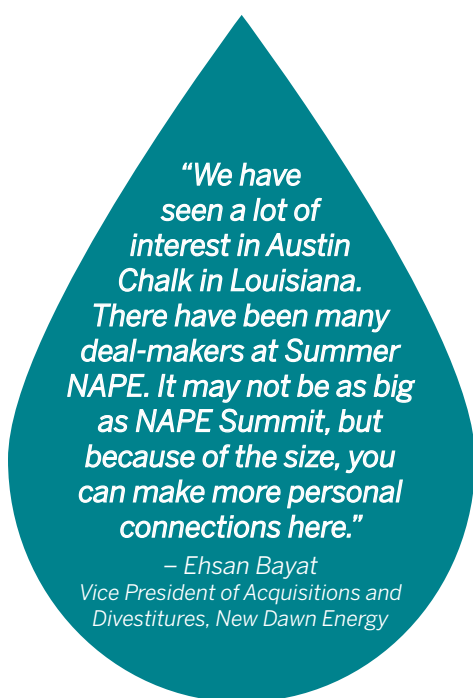 “We have
seen a lot of
interest in Austin
Chalk in Louisiana.
There have been many
deal-makers at Summer
NAPE. It may not be as big
as NAPE Summit, but
because of the size, you
can make more personal
connections here.”
– Ehsan Bayat
Vice President of Acquisitions and
Divestitures, New Dawn Energy